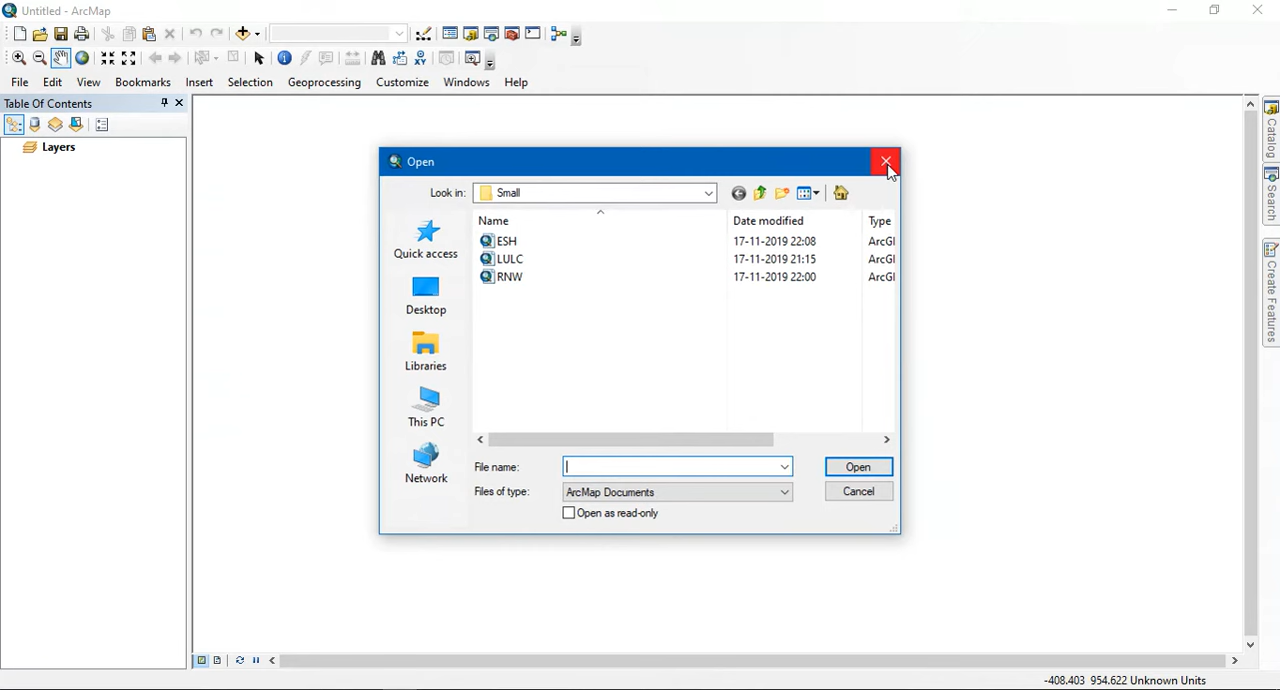 Untitled - ArcMap
File Edit View Bookmarks Insert Selection Geoprocessing Customize Windows Help
Table Of Contents
Layers
Open
Look in: Small
Name Date modified Type
ESH 17-11-2019 22:08 ArcGI
LULC 17-11-2019 21:15 ArcGI
RNW 17-11-2019 22:00 ArcGI
Quick access
Desktop
Libraries
This PC
Network
File name: Open
Files of type: ArcMap Documents Cancel
Open as read-only
Catalog
Search
Create Features
-408.403 954.622 Unknown Units